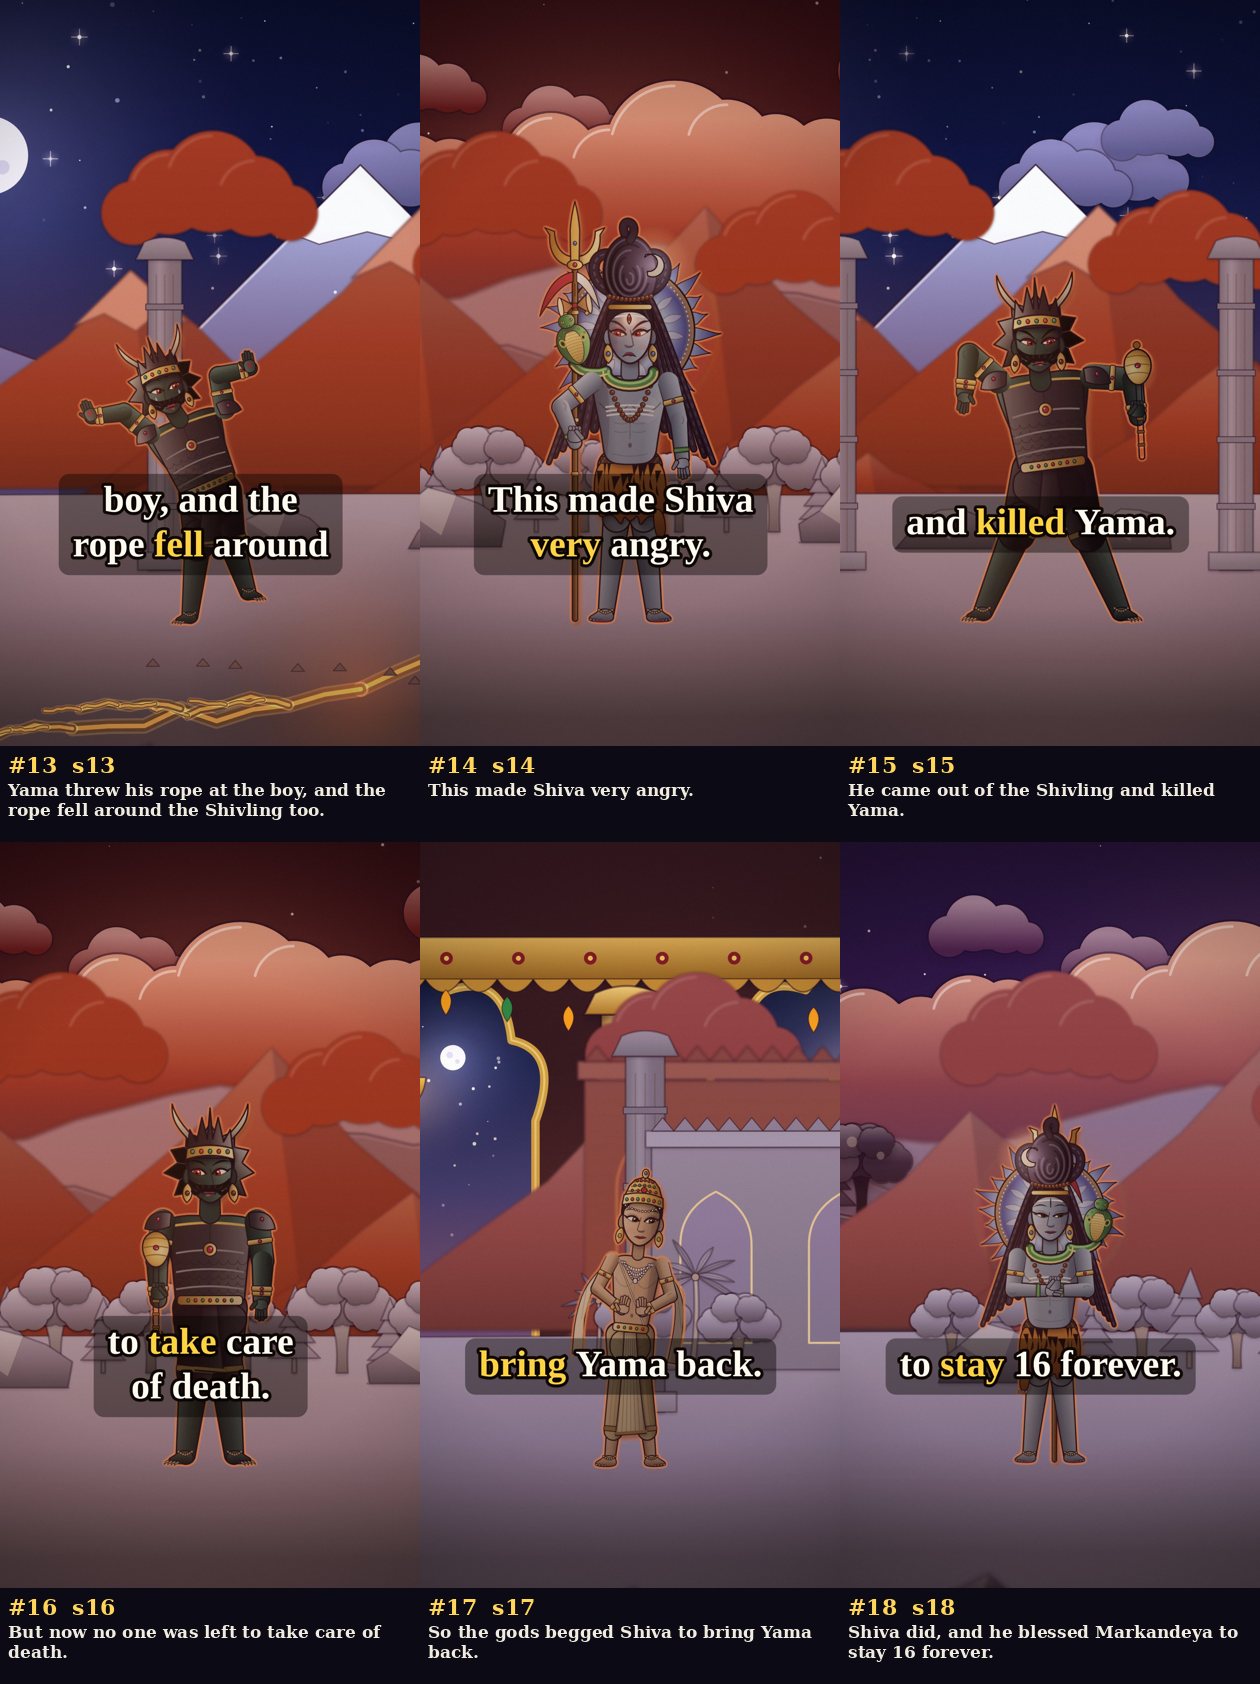 boy, and the
rope fell around
This made Shiva
very angry.
and killed Yama.
#13 s13
Yama threw his rope at the boy, and the
rope fell around the Shivling too.
#14 s14
This made Shiva very angry.
#15 s15
He came out of the Shivling and killed
Yama.
to take care
of death.
bring Yama back.
to stay 16 forever.
#16 s16
But now no one was left to take care of
death.
#17 s17
So the gods begged Shiva to bring Yama
back.
#18 s18
Shiva did, and he blessed Markandeya to
stay 16 forever.